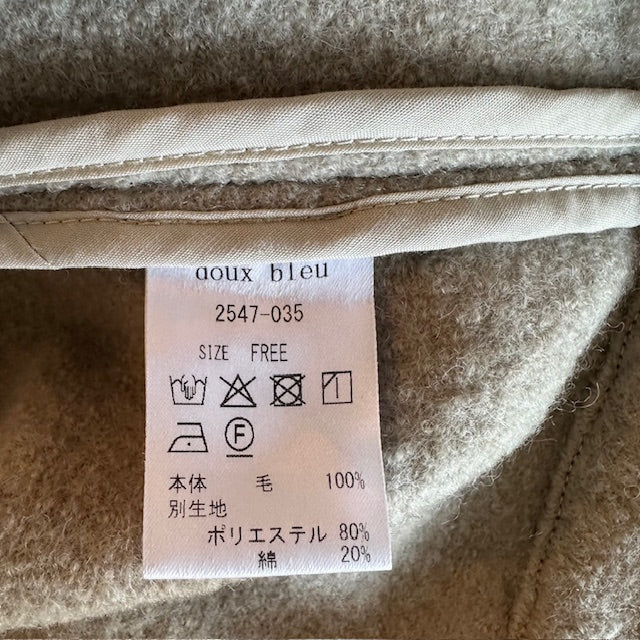 doux bleu
2547-035
SIZE FREE
F
本体 毛 100%
別生地
ポリエステル 80%
綿 20%